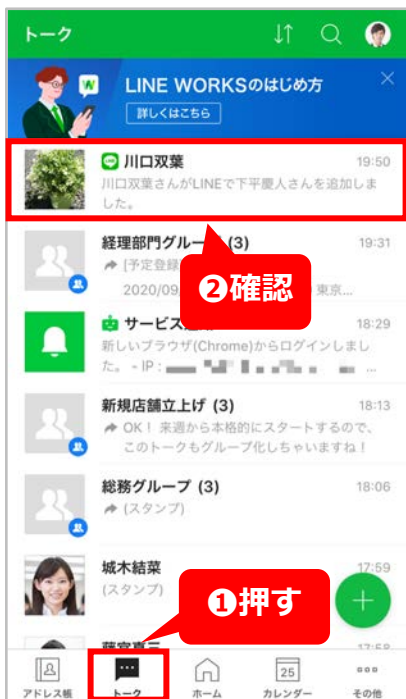 トーク
LINE WORKSのはじめ方
詳しくはこちら
川口双葉 19:50
川口双葉さんがLINEで下平慶人さんを追加しま
した。
経理部門グルー (3) 19:31
[予定登録
2020/09/ 東京...
❷確認
サービス 18:29
新しいブラウザ(Chrome)からログインしまし
た。 - IP :
新規店舗立上げ (3) 18:13
OK！ 来週から本格的にスタートするので、
このトークもグループ化しちゃいますね！
総務グループ (3) 18:06
(スタンプ)
城木結菜 17:59
(スタンプ)
❶押す
17:58
アドレス帳 トーク ホーム 25 カレンダー その他